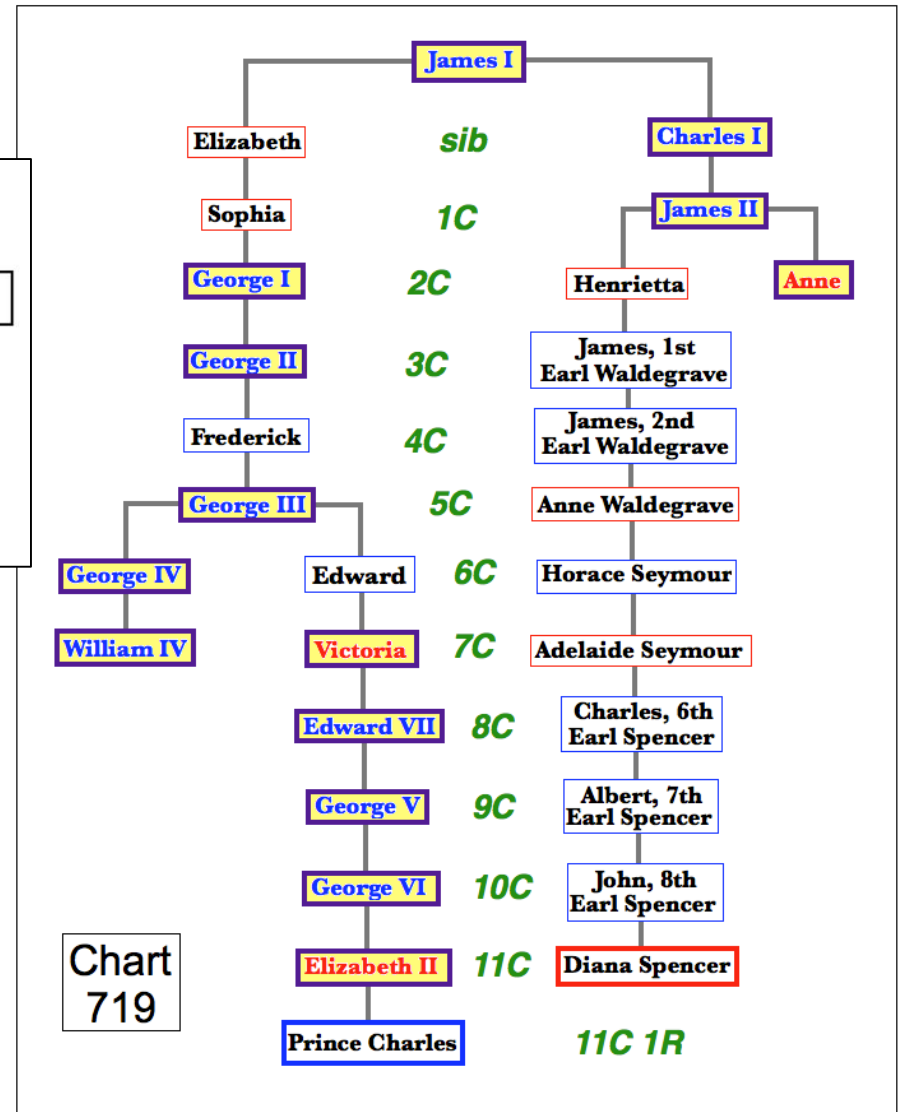 James I
Elizabeth
sib
Charles I
Sophia
1C
James II
George I
2C
Henrietta
Anne
George II
3C
James, 1st
Earl Waldegrave
Frederick
4C
James, 2nd
Earl Waldegrave
George III
5C
Anne Waldegrave
George IV
Edward
6C
Horace Seymour
William IV
Victoria
7C
Adelaide Seymour
Edward VII
8C
Charles, 6th
Earl Spencer
George V
9C
Albert, 7th
Earl Spencer
George VI
10C
John, 8th
Earl Spencer
Chart
719
Elizabeth II
11C
Diana Spencer
Prince Charles
11C 1R